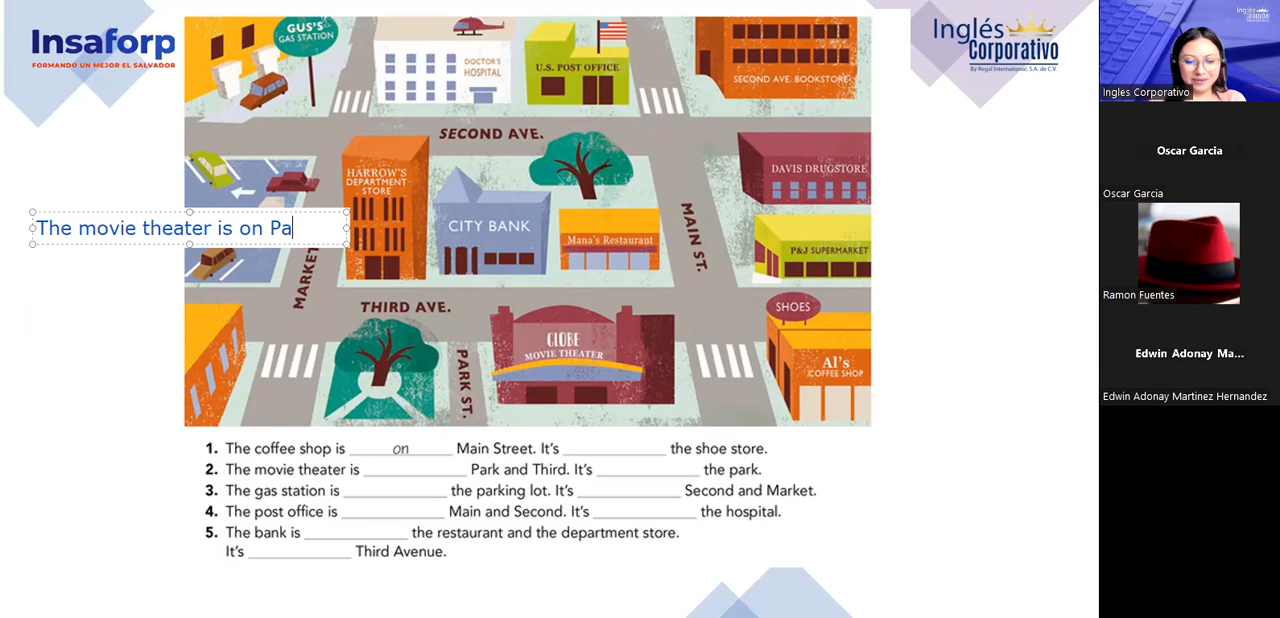 Insaforp
FORMANDO UN MEJOR EL SALVADOR
Inglés
Corporativo
By Regal International, S.A. de C.V.
GUS'S
GAS STATION
DOCTOR'S
HOSPITAL
U.S. POST OFFICE
SECOND AVE. BOOKSTORE
SECOND AVE.
HARROW'S
DEPARTMENT
STORE
DAVIS DRUGSTORE
CITY BANK
Mana's Restaurant
MAIN ST.
P&J SUPERMARKET
The movie theater is on Pa
MARKET
THIRD AVE.
SHOES
GLOBE
MOVIE THEATER
PARK ST.
Al's
COFFEE SHOP
1. The coffee shop is on Main Street. It's the shoe store.
2. The movie theater is Park and Third. It's the park.
3. The gas station is the parking lot. It's Second and Market.
4. The post office is Main and Second. It's the hospital.
5. The bank is the restaurant and the department store.
It's Third Avenue.
Ingles Corporativo
Oscar Garcia
Oscar Garcia
Ramon Fuentes
Edwin Adonay Ma...
Edwin Adonay Martinez Hernandez